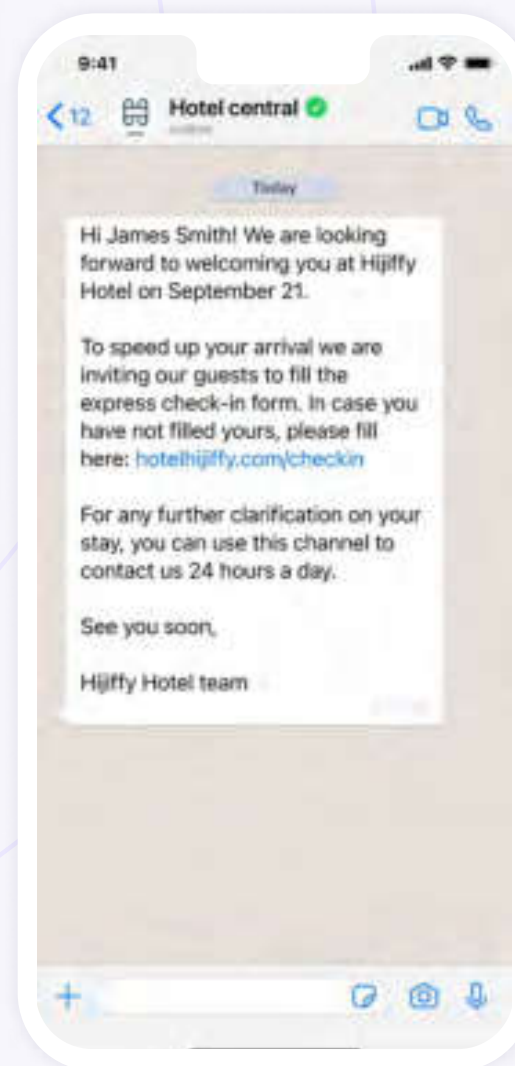 9:41
12 Hotel central
Today
Hi James Smith! We are looking
forward to welcoming you at Hijiffy
Hotel on September 21.
To speed up your arrival we are
inviting our guests to fill the
express check-in form. In case you
have not filled yours, please fill
here: hotelhijiffy.com/checkin
For any further clarification on your
stay, you can use this channel to
contact us 24 hours a day.
See you soon,
Hijiffy Hotel team